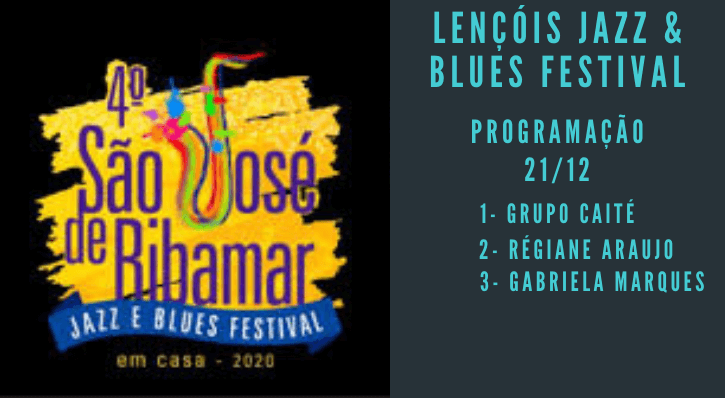 4º
São José
de Ribamar
JAZZ E BLUES FESTIVAL
em casa - 2020
LENÇÓIS JAZZ &
BLUES FESTIVAL
PROGRAMAÇÃO
21/12
1- GRUPO CAITÉ
2- RÉGIANE ARAUJO
3- GABRIELA MARQUES